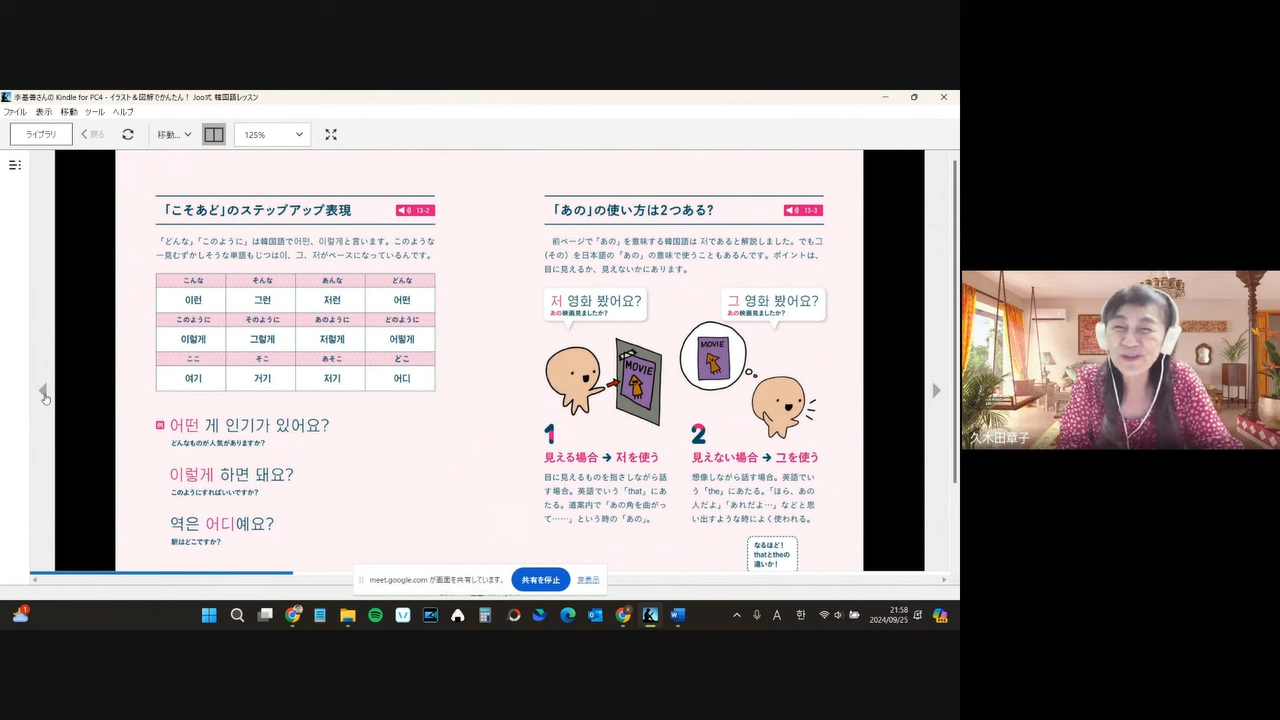 李基善さんの Kindle for PC4 - イラスト＆図解でかんたん！ Joo式 韓国語レッスン
ファイル 表示 移動 ツール ヘルプ
ライブラリ 戻る 移動... 125%
「こそあど」のステップアップ表現
13-2
「どんな」「このように」は韓国語で어떤、이렇게と言います。このような
一見むずかしそうな単語もじつは이、그、저がベースになっているんです。
こんな そんな あんな どんな
이런 그런 저런 어떤
このように そのように あのように どのように
이렇게 그렇게 저렇게 어떻게
ここ そこ あそこ どこ
여기 거기 저기 어디
例 어떤 게 인기가 있어요?
どんなものが人気がありますか?
이렇게 하면 돼요?
このようにすればいいですか?
역은 어디예요?
駅はどこですか?
「あの」の使い方は2つある?
13-3
前ページで「あの」を意味する韓国語は 저であると解説しました。でも그
(その) を日本語の「あの」の意味で使うこともあるんです。ポイントは、
目に見えるか、見えないかにあります。
저 영화 봤어요?
あの映画見ましたか?
그 영화 봤어요?
あの映画見ましたか?
MOVIE
MOVIE
1
見える場合 → 저を使う
目に見えるものを指さしながら話
す場合。英語でいう「that」にあ
たる。道案内で「あの角を曲がっ
て……」という時の「あの」。
2
見えない場合 → 그を使う
想像しながら話す場合。英語でい
う「the」にあたる。「ほら、あの
人だよ」「あれだよ…」などと思
い出すような時によく使われる。
なるほど!
thatとtheの
違いか!
meet.google.com が画面を共有しています。 共有を停止 非表示
1
A 한 21:58
2024/09/25
久木田章子